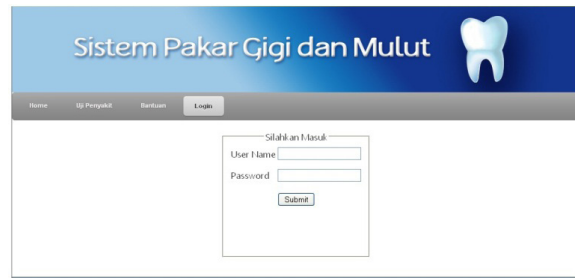 Sistem Pakar Gigi dan Mulut
Home Uji Penyakit Bantuan Login
Silahkan Masuk
User Name
Password
Submit